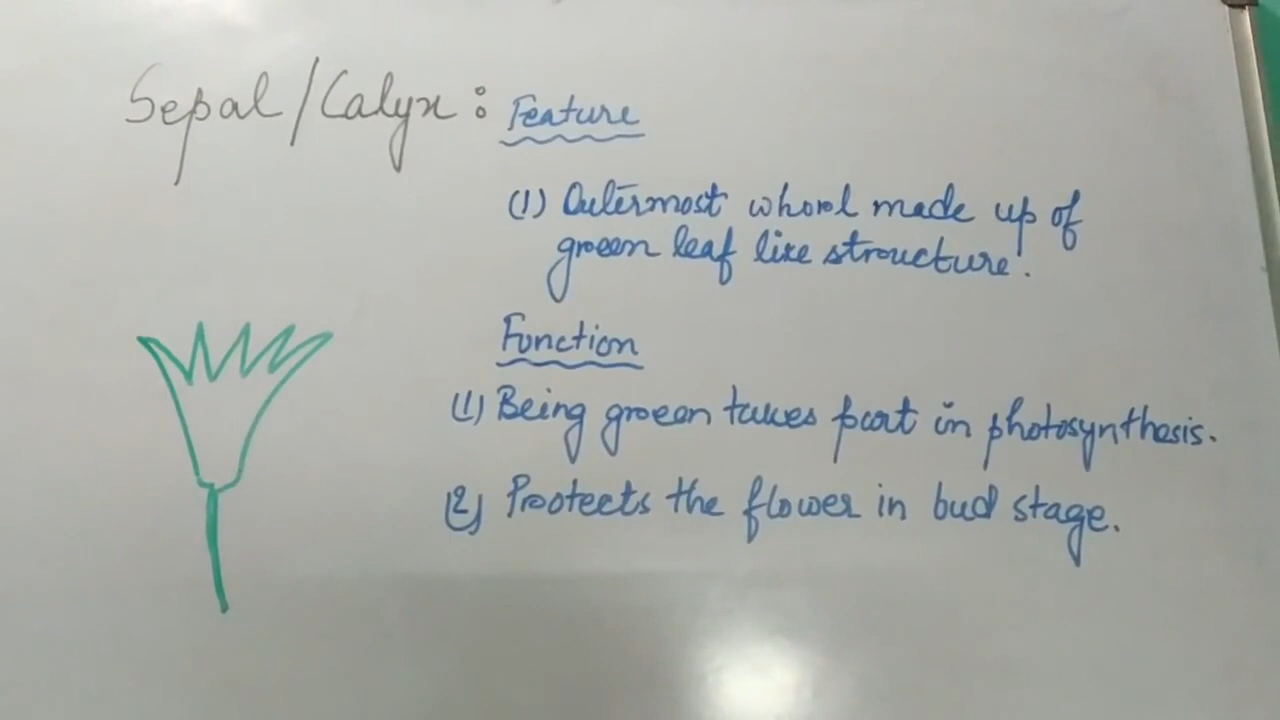 Sepal/Calyx : Feature
(1) Outermost whorl made up of
green leaf like structure.
Function
(1) Being green takes part in photosynthesis.
(2) Protects the flower in bud stage.